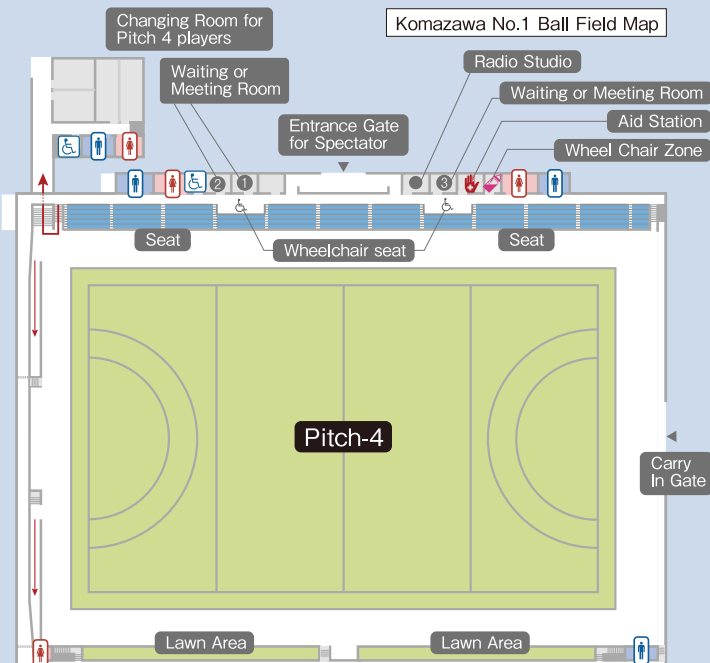 Changing Room for
Pitch 4 players
Komazawa No.1 Ball Field Map
Waiting or
Meeting Room
Radio Studio
Waiting or Meeting Room
Entrance Gate
for Spectator
Aid Station
Wheel Chair Zone
2
1
3
Seat
Wheelchair seat
Seat
Pitch-4
Carry
In Gate
Lawn Area
Lawn Area